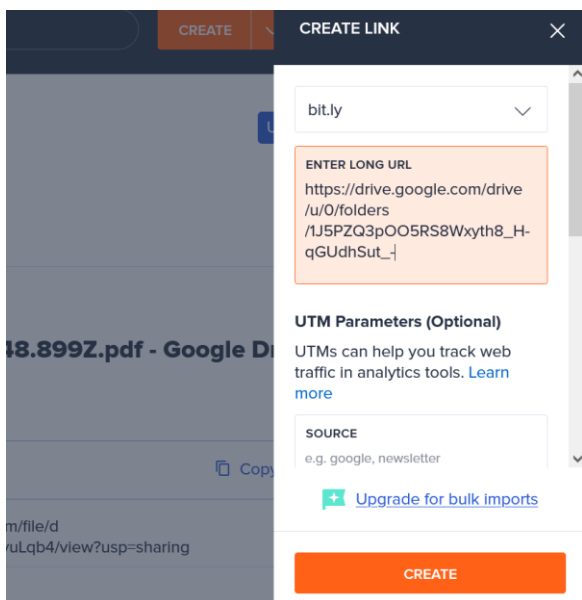 CREATE
CREATE LINK
bit.ly
U
ENTER LONG URL
https://drive.google.com/drive
/u/0/folders
/1J5PZQ3pOO5RS8Wxyth8_H-
qGUdhSut_-
UTM Parameters (Optional)
48.899Z.pdf - Google Dr
UTMs can help you track web
traffic in analytics tools. Learn
more
SOURCE
e.g. google, newsletter
Copy
Upgrade for bulk imports
m/file/d
vuLqb4/view?usp=sharing
CREATE